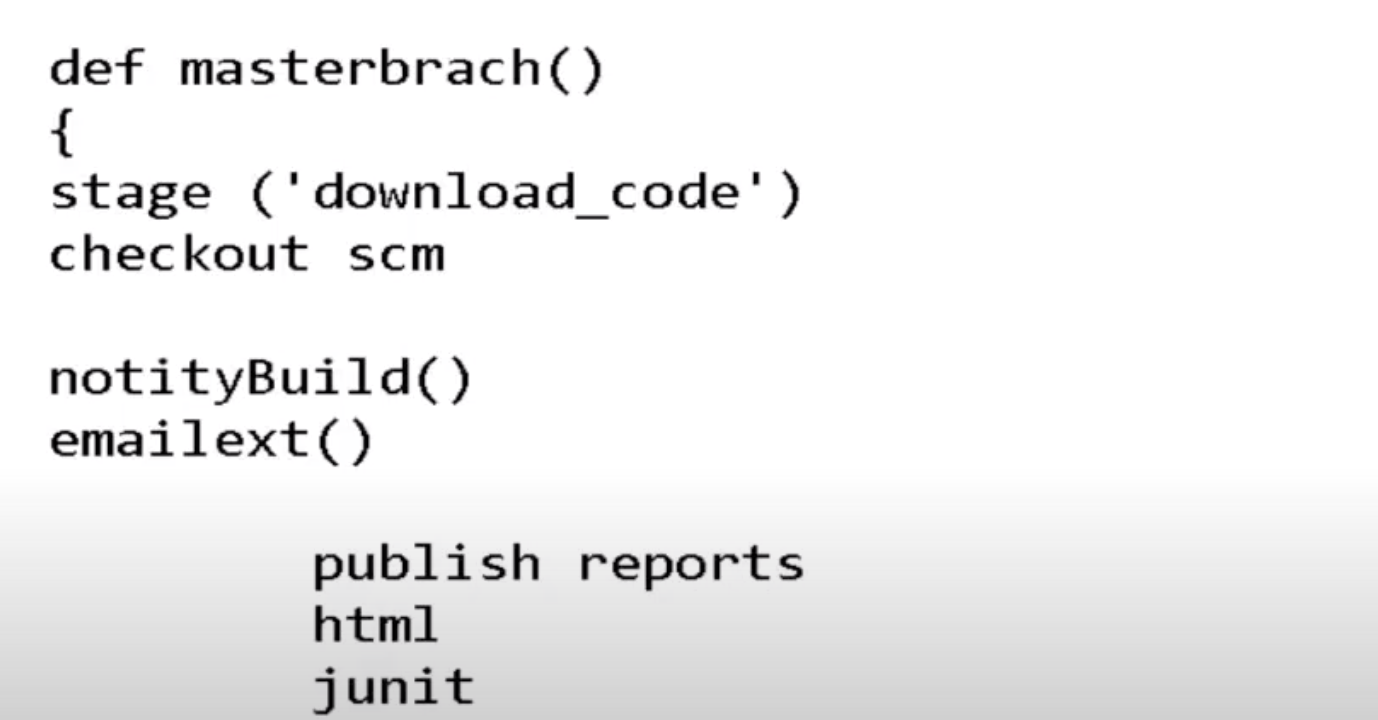 def masterbrach()
{
stage ('download_code')
checkout scm
notityBuild()
emailext()
publish reports
html
junit